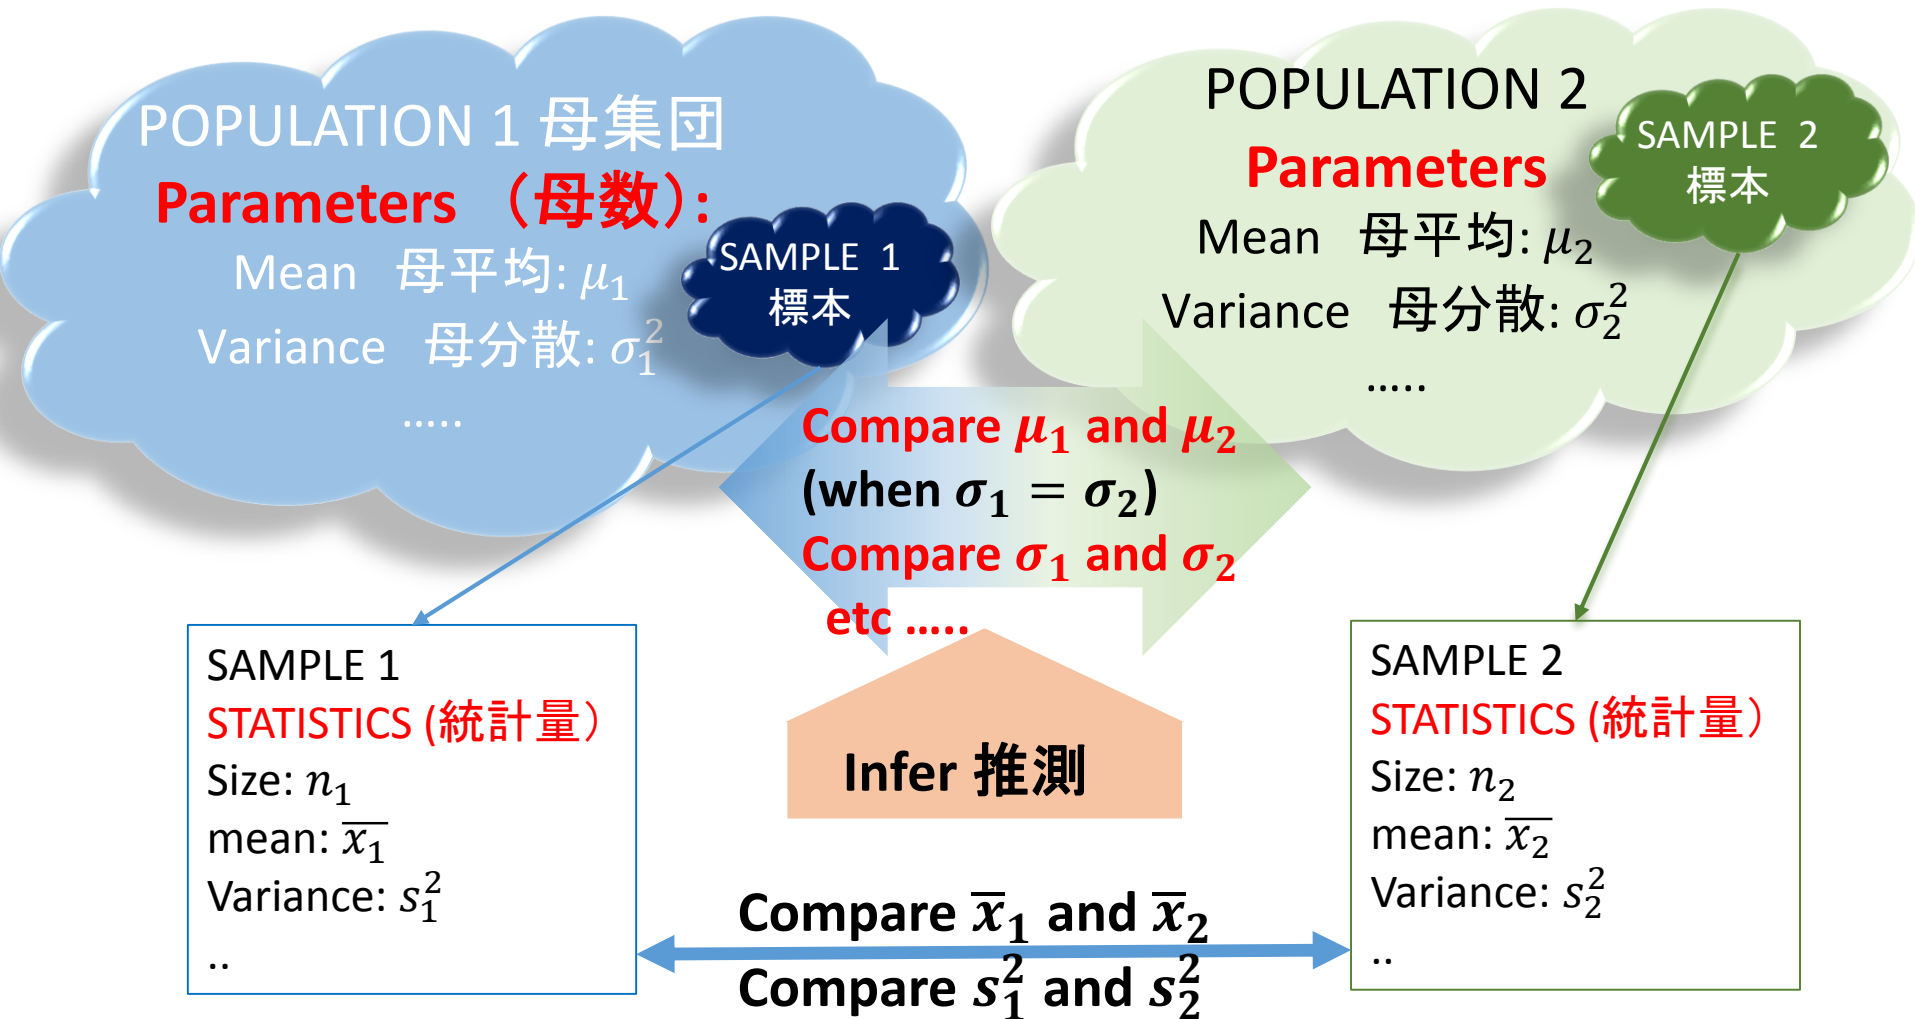 POPULATION 1 母集団
Parameters （母数）:
Mean 母平均: μ₁
Variance 母分散: σ₁²
…..
SAMPLE 1
標本
POPULATION 2
Parameters
Mean 母平均: μ₂
Variance 母分散: σ₂²
…..
SAMPLE 2
標本
Compare μ₁ and μ₂
(when σ₁ = σ₂)
Compare σ₁ and σ₂
etc …..
SAMPLE 1
STATISTICS (統計量）
Size: n₁
mean: x̅₁
Variance: s₁²
..
Infer 推測
SAMPLE 2
STATISTICS (統計量）
Size: n₂
mean: x̅₂
Variance: s₂²
..
Compare x̅₁ and x̅₂
Compare s₁² and s₂²